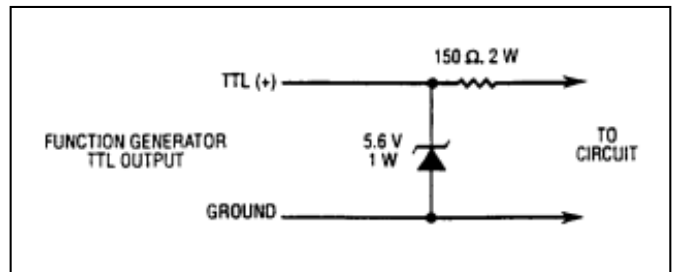 150 Ω, 2 W
TTL (+)
FUNCTION GENERATOR
TTL OUTPUT
5.6 V
1 W
TO
CIRCUIT
GROUND